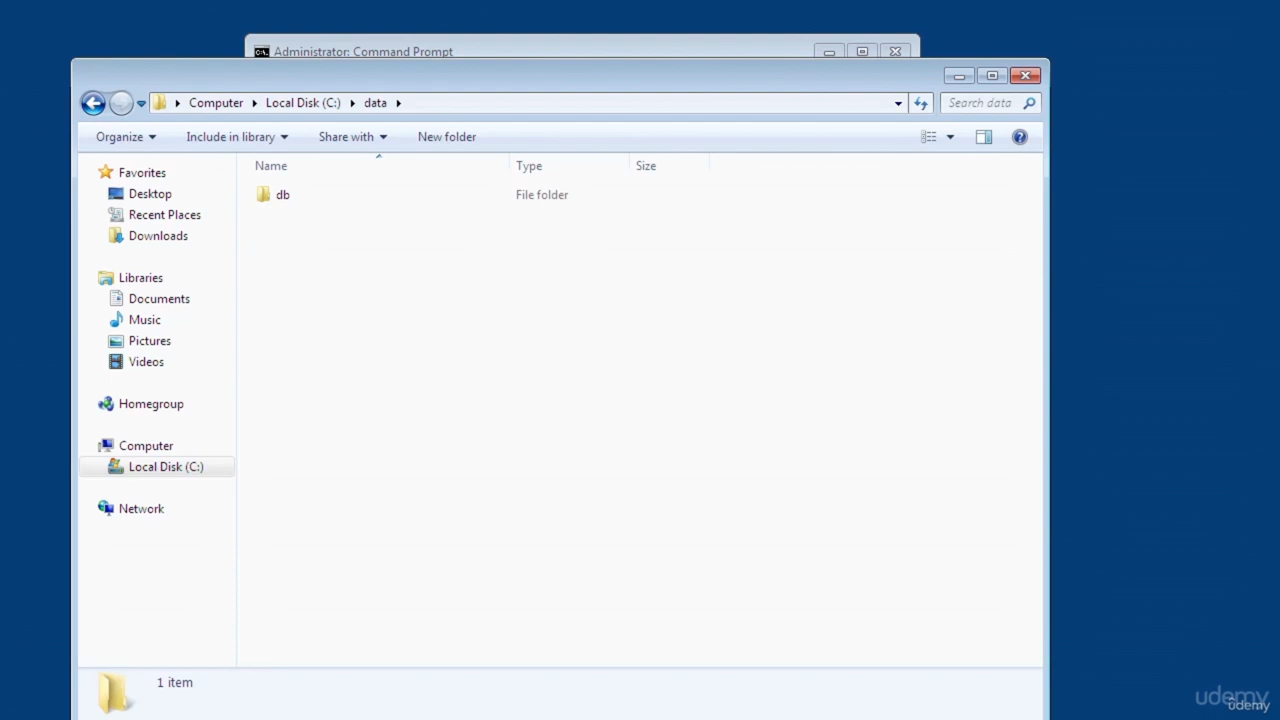 Administrator: Command Prompt
Computer Local Disk (C:) data
Search data
Organize Include in library Share with New folder
Name Type Size
db File folder
Favorites
Desktop
Recent Places
Downloads
Libraries
Documents
Music
Pictures
Videos
Homegroup
Computer
Local Disk (C:)
Network
1 item
udemy
ûdemy